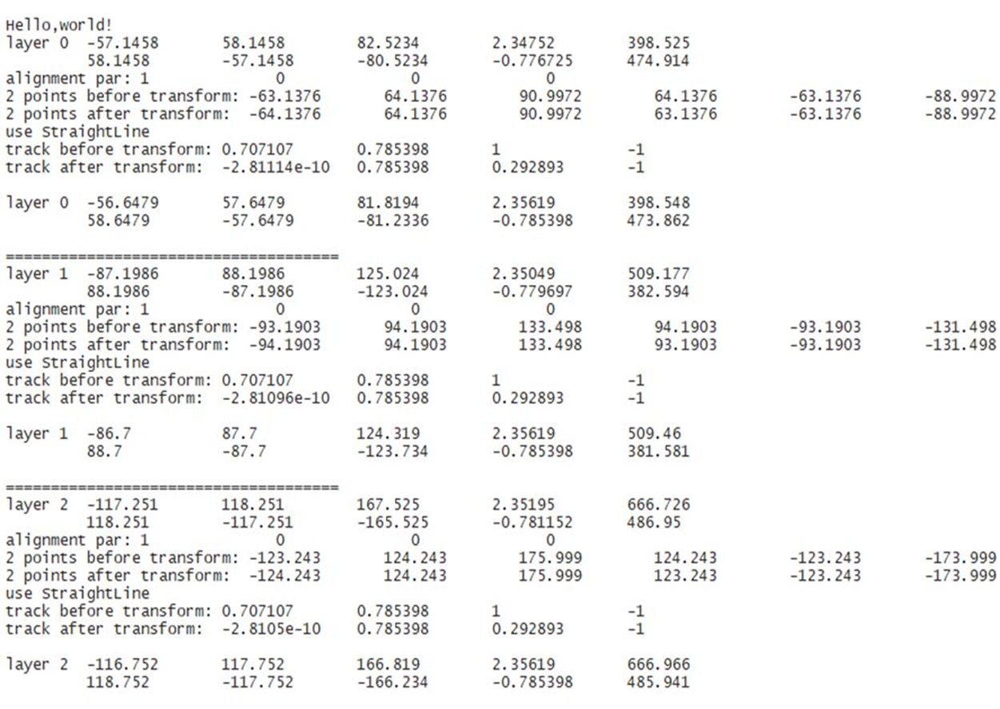 Hello,world!
layer 0 -57.1458 58.1458 82.5234 2.34752 398.525
58.1458 -57.1458 -80.5234 -0.776725 474.914
alignment par: 1 0 0 0
2 points before transform: -63.1376 64.1376 90.9972 64.1376 -63.1376 -88.9972
2 points after transform: -64.1376 64.1376 90.9972 63.1376 -63.1376 -88.9972
use StraightLine
track before transform: 0.707107 0.785398 1 -1
track after transform: -2.81114e-10 0.785398 0.292893 -1
layer 0 -56.6479 57.6479 81.8194 2.35619 398.548
58.6479 -57.6479 -81.2336 -0.785398 473.862
=====================================
layer 1 -87.1986 88.1986 125.024 2.35049 509.177
88.1986 -87.1986 -123.024 -0.779697 382.594
alignment par: 1 0 0 0
2 points before transform: -93.1903 94.1903 133.498 94.1903 -93.1903 -131.498
2 points after transform: -94.1903 94.1903 133.498 93.1903 -93.1903 -131.498
use StraightLine
track before transform: 0.707107 0.785398 1 -1
track after transform: -2.81096e-10 0.785398 0.292893 -1
layer 1 -86.7 87.7 124.319 2.35619 509.46
88.7 -87.7 -123.734 -0.785398 381.581
=====================================
layer 2 -117.251 118.251 167.525 2.35195 666.726
118.251 -117.251 -165.525 -0.781152 486.95
alignment par: 1 0 0 0
2 points before transform: -123.243 124.243 175.999 124.243 -123.243 -173.999
2 points after transform: -124.243 124.243 175.999 123.243 -123.243 -173.999
use StraightLine
track before transform: 0.707107 0.785398 1 -1
track after transform: -2.8105e-10 0.785398 0.292893 -1
layer 2 -116.752 117.752 166.819 2.35619 666.966
118.752 -117.752 -166.234 -0.785398 485.941